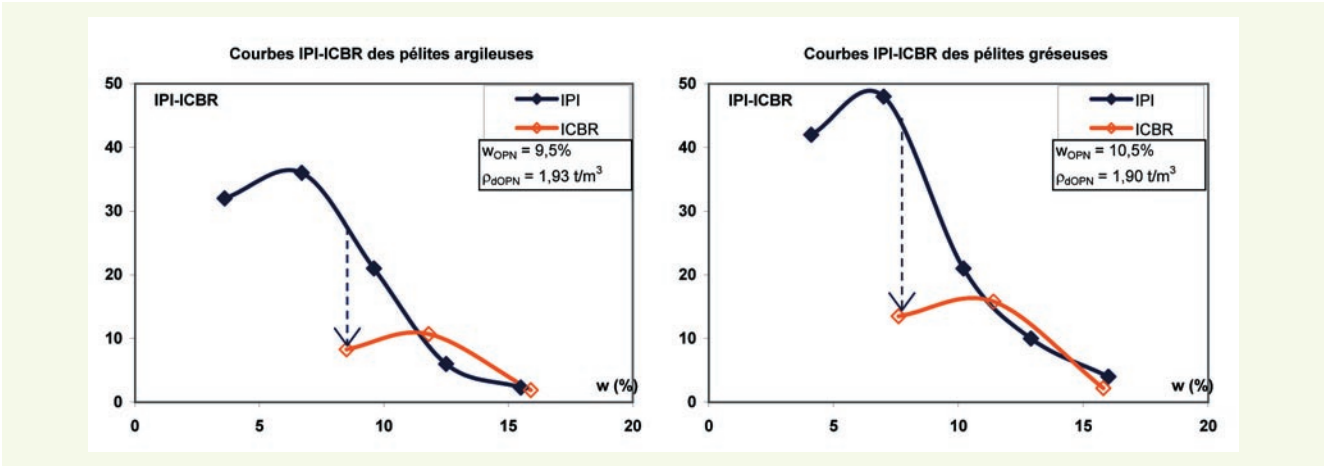 Courbes IPI-ICBR des pélites argileuses
50
40
30
20
10
0
IPI-ICBR
IPI
ICBR
wOPN = 9,5%
ρdOPN = 1,93 t/m³
w (%)
0 5 10 15 20
Courbes IPI-ICBR des pélites gréseuses
50
40
30
20
10
0
IPI-ICBR
IPI
ICBR
wOPN = 10,5%
ρdOPN = 1,90 t/m³
w (%)
0 5 10 15 20